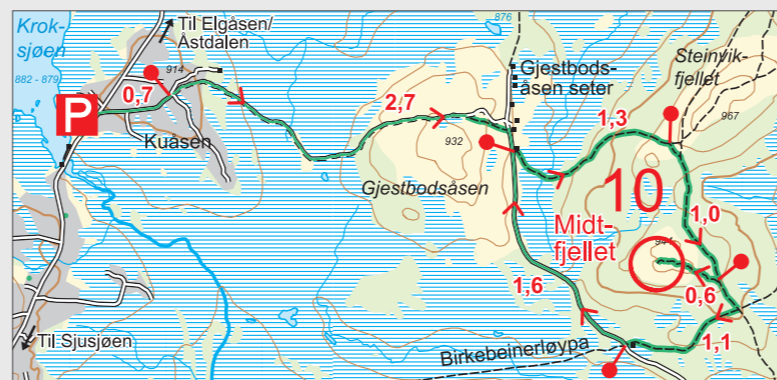 Til Elgåsen/
Åstdalen
Krok-
sjøen
882 - 879
914
0,7
P
Kuåsen
2,7
876
Gjestbods-
åsen seter
932
Gjestbodsåsen
1,3
Steinvik-
fjellet
967
10
Midt-
fjellet
1,0
0,6
1,6
1,1
Til Sjusjøen
Birkebeinerløypa